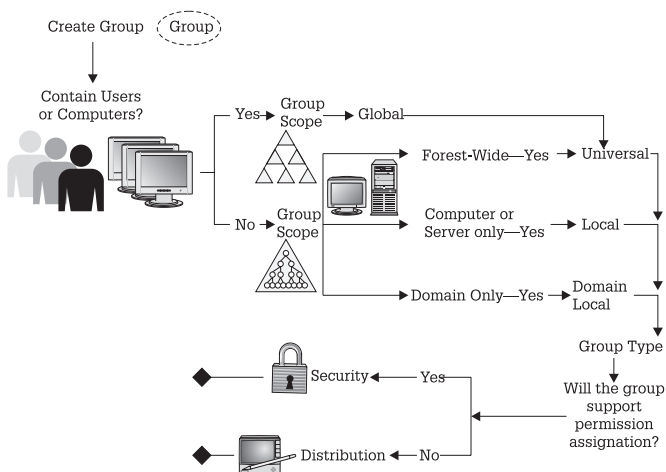 Create Group
Group
Contain Users
or Computers?
Yes
Group
Scope
Global
Forest-Wide—Yes
Universal
No
Group
Scope
Computer or
Server only—Yes
Local
Domain Only—Yes
Domain
Local
Group Type
Will the group
support
permission
assignation?
Security
Yes
Distribution
No